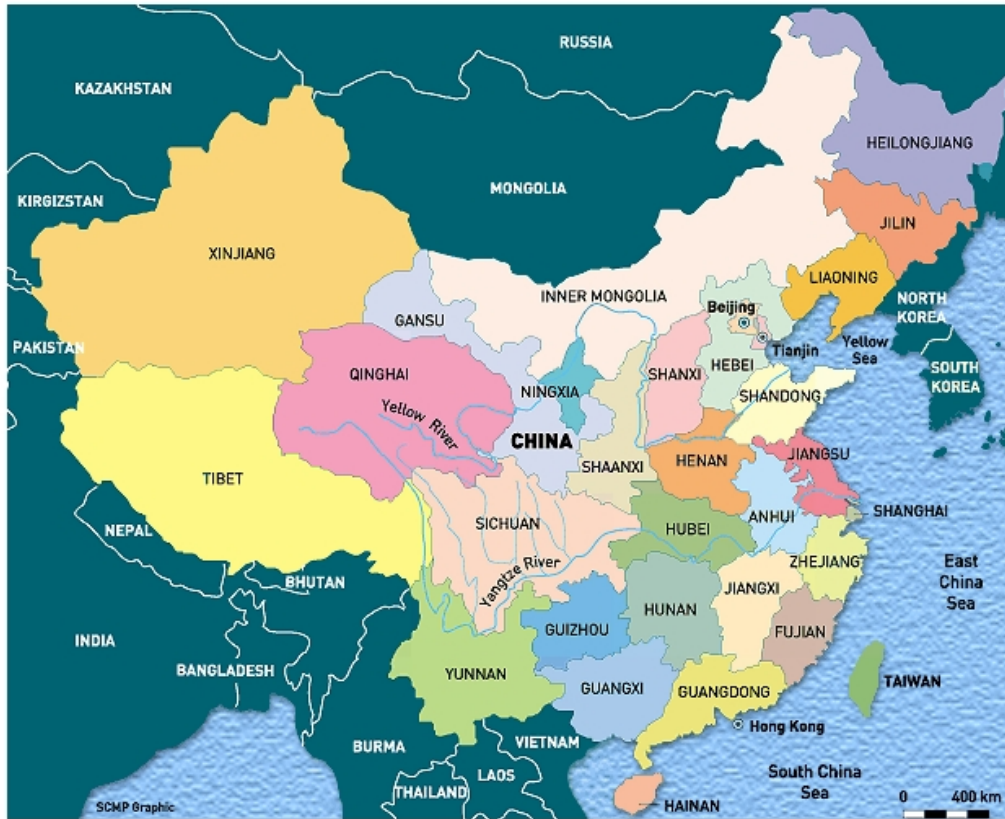 RUSSIA
KAZAKHSTAN
HEILONGJIANG
MONGOLIA
KIRGIZSTAN
JILIN
XINJIANG
LIAONING
INNER MONGOLIA
NORTH
KOREA
Beijing
GANSU
Yellow
Sea
Tianjin
PAKISTAN
SHANXI
HEBEI
QINGHAI
SOUTH
KOREA
NINGXIA
SHANDONG
Yellow River
CHINA
JIANGSU
HENAN
SHAANXI
TIBET
SHANGHAI
ANHUI
SICHUAN
HUBEI
NEPAL
ZHEJIANG
East
China
Sea
Yangtze River
BHUTAN
JIANGXI
HUNAN
GUIZHOU
FUJIAN
INDIA
BANGLADESH
YUNNAN
TAIWAN
GUANGXI
GUANGDONG
Hong Kong
VIETNAM
BURMA
LAOS
South China
Sea
THAILAND
0 400 km
SCMP Graphic
HAINAN